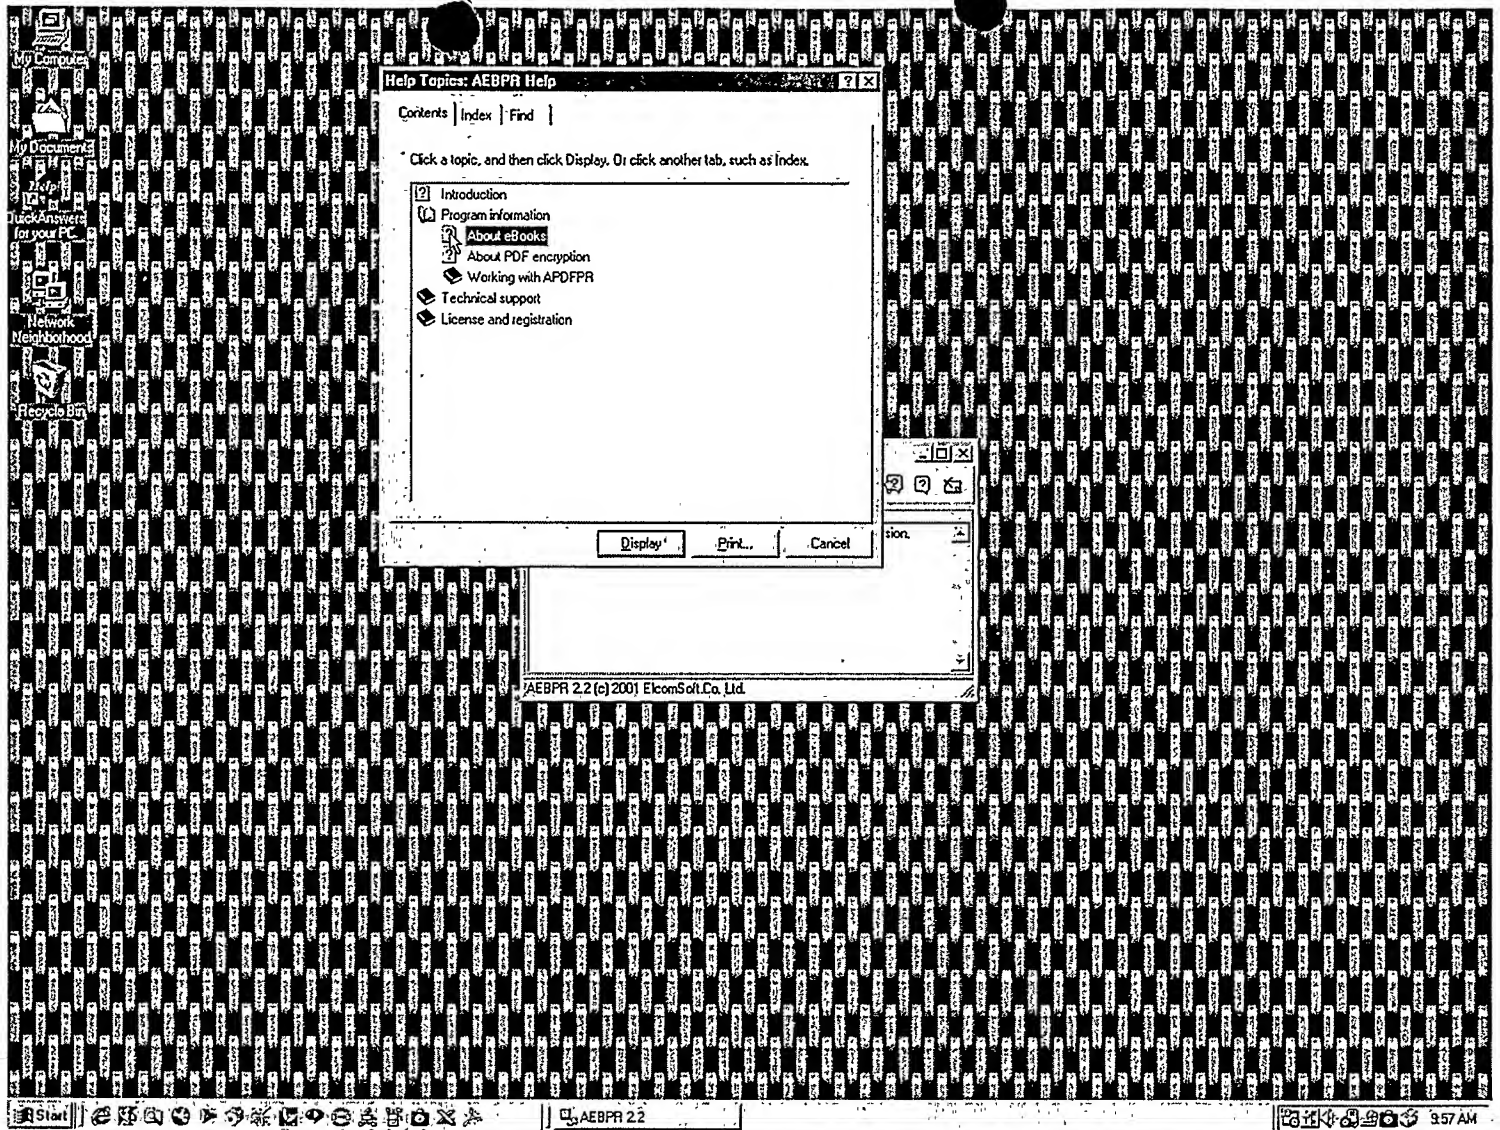 My Computer
My Documents
Help!
QuickAnswers
for your PC
Network
Neighborhood
Recycle Bin
Help Topics: AEBPR Help
Contents
Index
Find
Click a topic, and then click Display. Or click another tab, such as Index.
Introduction
Program information
About eBooks
About PDF encryption
Working with APDFPR
Technical support
License and registration
Display
Print...
Cancel
sion.
AEBPR 2.2 (c) 2001 ElcomSoft Co. Ltd.
Start
AEBPR 2.2
9:57 AM